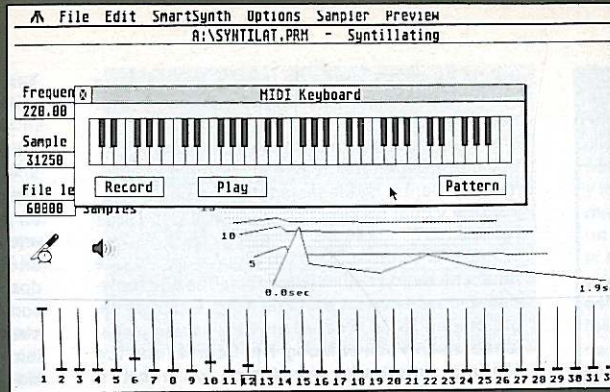 File Edit SmartSynth Options Sampler Preview
A:\SYNTILAT.PRM - Syntillating
Frequen
MIDI Keyboard
220.00
Sample
31250
File le
Record Play Pattern
60000 samples
10
5
0.0sec 1.9s
1 2 3 4 5 6 7 8 9 10 11 12 13 14 15 16 17 18 19 20 21 22 23 24 25 26 27 28 29 30 31 3